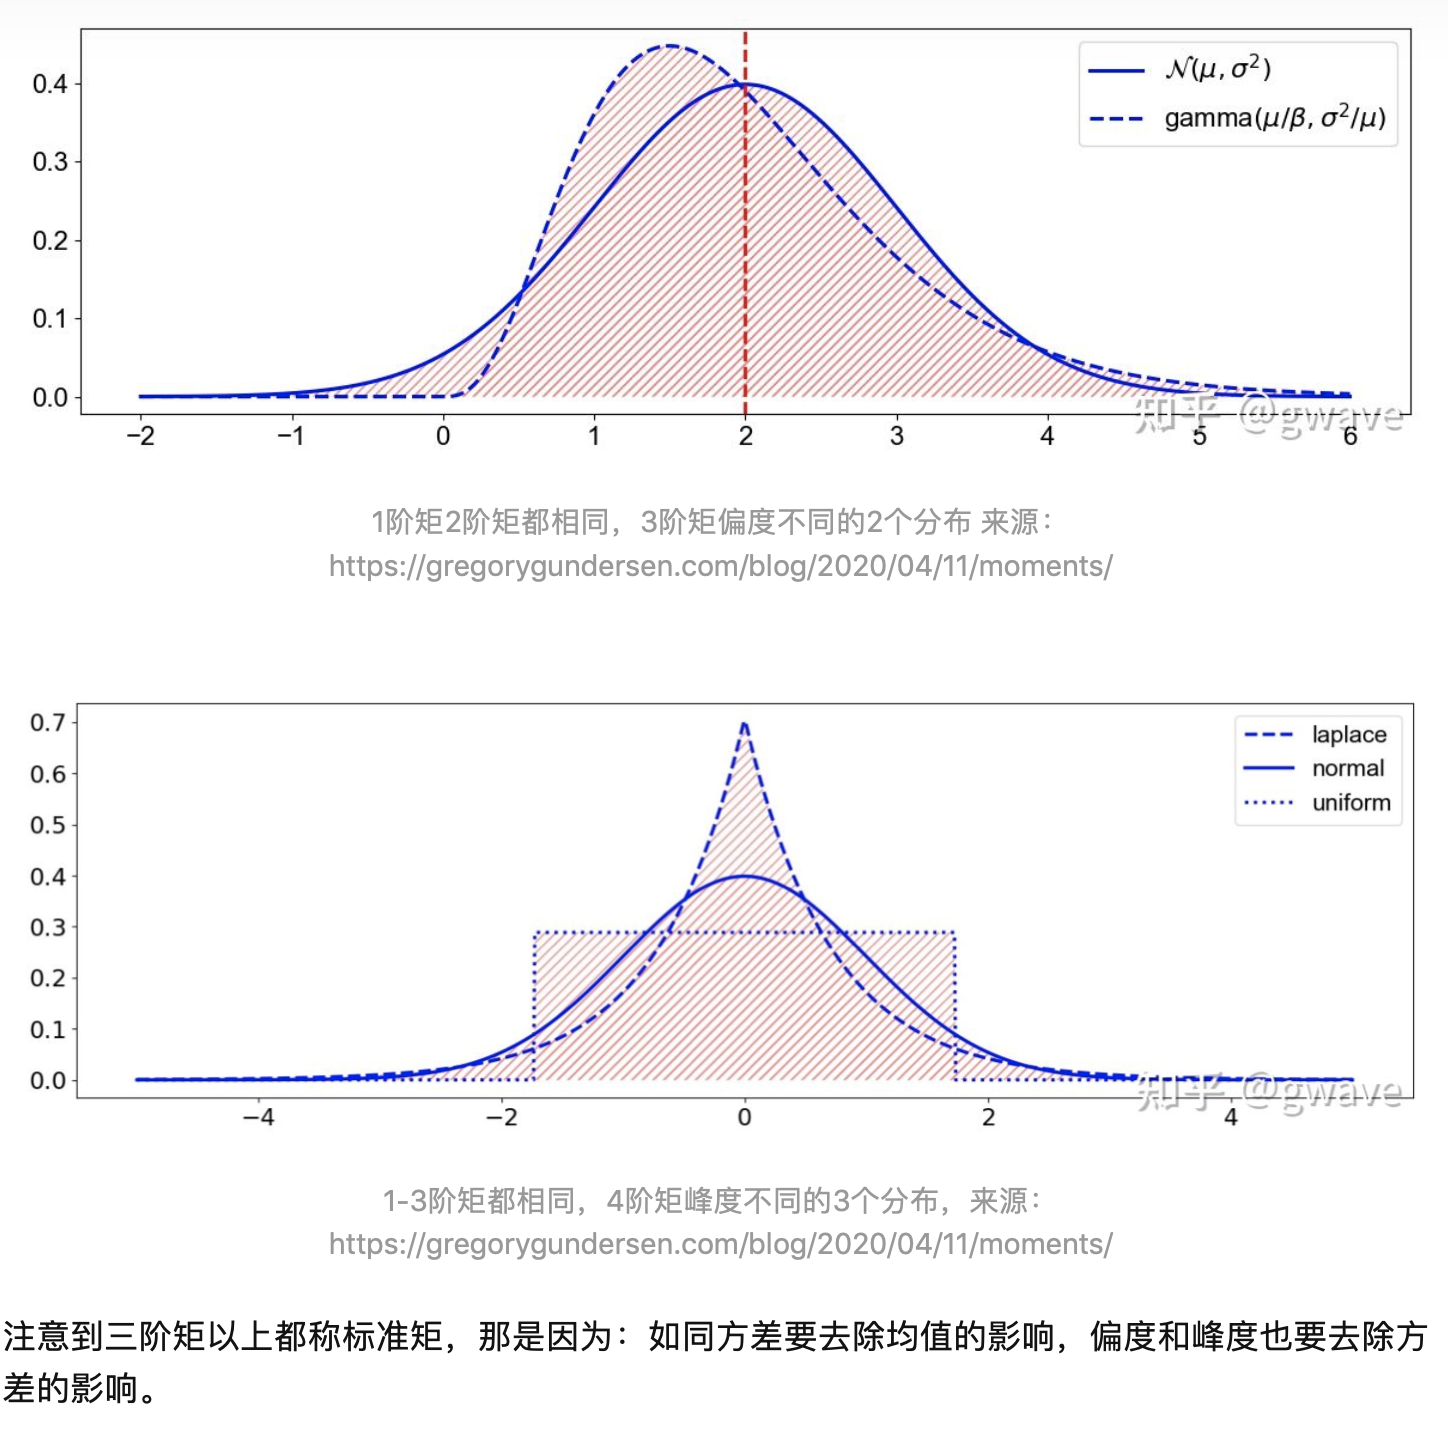 𝒩(μ, σ²)
gamma(μ/β, σ²/μ)
0.4
0.3
0.2
0.1
0.0
−2 −1 0 1 2 3 4 5 6
知乎 @gwave
1阶矩2阶矩都相同，3阶矩偏度不同的2个分布 来源：
https://gregorygundersen.com/blog/2020/04/11/moments/
laplace
normal
uniform
0.7
0.6
0.5
0.4
0.3
0.2
0.1
0.0
−4 −2 0 2 4
知乎 @gwave
1-3阶矩都相同，4阶矩峰度不同的3个分布，来源：
https://gregorygundersen.com/blog/2020/04/11/moments/
注意到三阶矩以上都称标准矩，那是因为：如同方差要去除均值的影响，偏度和峰度也要去除方
差的影响。